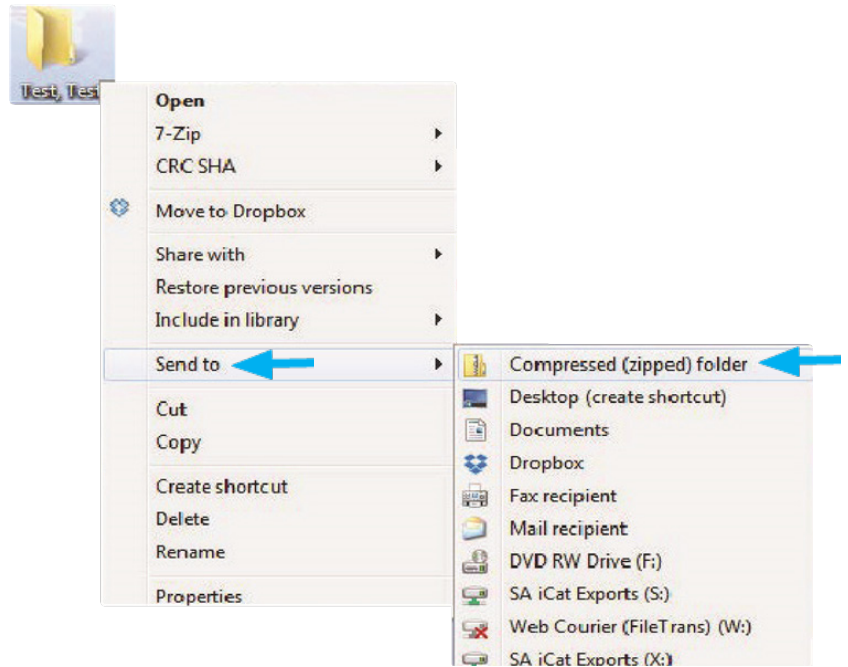 Test, Test
Open
7-Zip
CRC SHA
Move to Dropbox
Share with
Restore previous versions
Include in library
Send to
Cut
Copy
Create shortcut
Delete
Rename
Properties
Compressed (zipped) folder
Desktop (create shortcut)
Documents
Dropbox
Fax recipient
Mail recipient
DVD RW Drive (F:)
SA iCat Exports (S:)
Web Courier (FileTrans) (W:)
SA iCat Exports (X:)